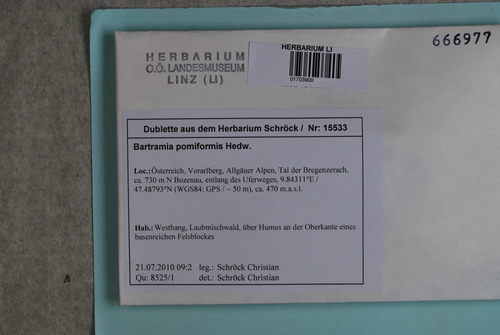 HERBARIUM
O.Ö. LANDESMUSEUM
LINZ (LI)
HERBARIUM LI
01703900
666977
Dublette aus dem Herbarium Schröck / Nr: 15533
Bartramia pomiformis Hedw.
Loc.: Österreich, Vorarlberg, Allgäuer Alpen, Tal der Bregenzerach,
ca. 730 m N Bozenau, entlang des Uferweges, 9.84311°E /
47.48793°N (WGS84; GPS / ~ 50 m), ca. 470 m.a.s.l.
Hab.: Westhang, Laubmischwald, über Humus an der Oberkante eines
basenreichen Felsblockes
21.07.2010 09:2 leg.: Schröck Christian
Qu: 8525/1 det.: Schröck Christian